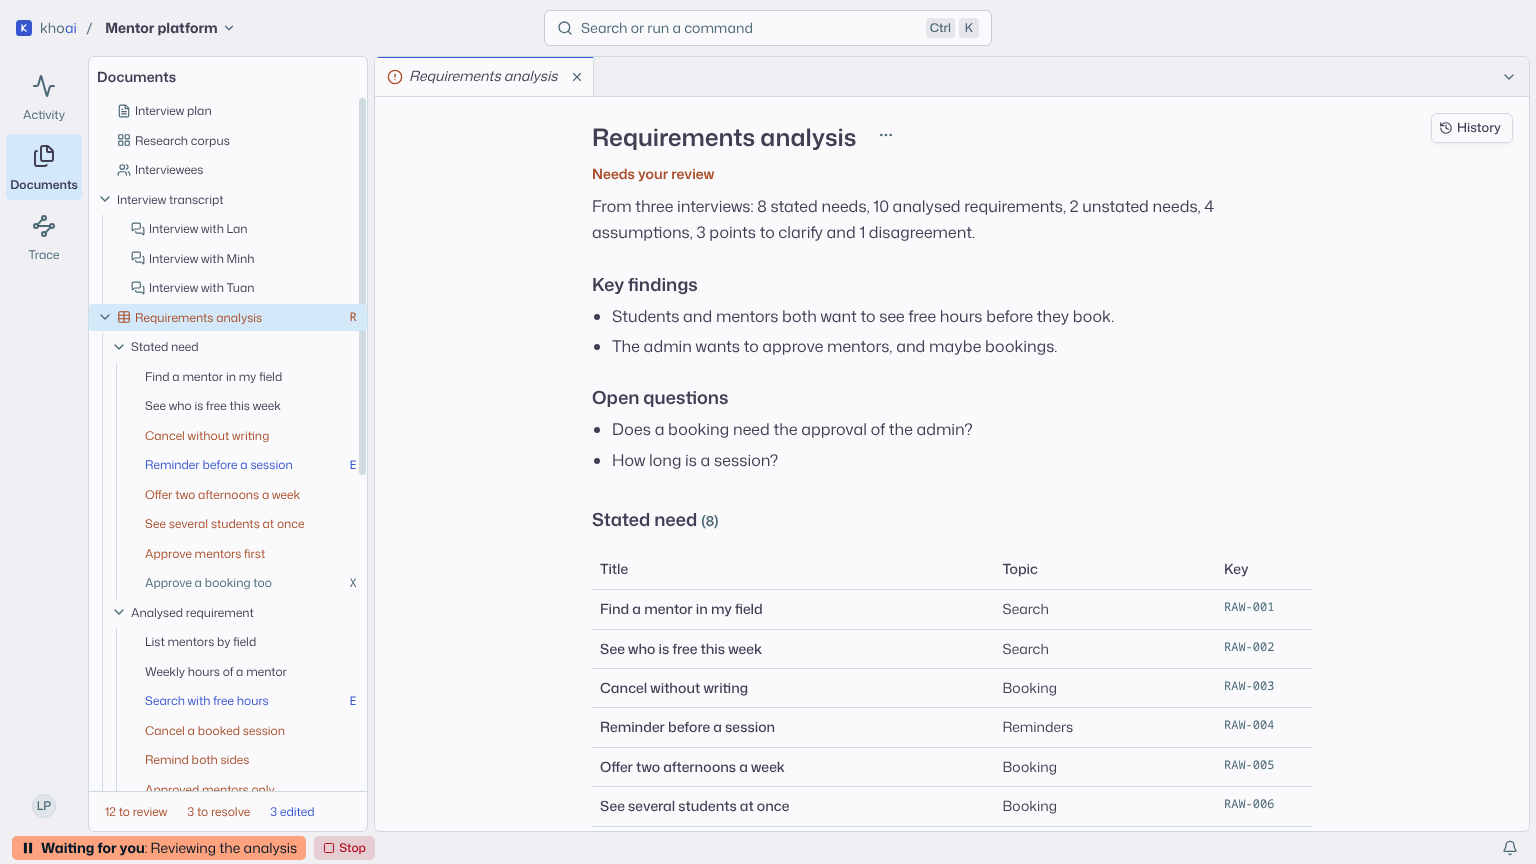 K khoai / Mentor platform
Search or run a command Ctrl K
Activity
Documents
Trace
LP
Documents
Interview plan
Research corpus
Interviewees
Interview transcript
Interview with Lan
Interview with Minh
Interview with Tuan
Requirements analysis R
Stated need
Find a mentor in my field
See who is free this week
Cancel without writing
Reminder before a session E
Offer two afternoons a week
See several students at once
Approve mentors first
Approve a booking too X
Analysed requirement
List mentors by field
Weekly hours of a mentor
Search with free hours E
Cancel a booked session
Remind both sides
Approved mentors only
12 to review 3 to resolve 3 edited
Requirements analysis
History
Requirements analysis ···
Needs your review
From three interviews: 8 stated needs, 10 analysed requirements, 2 unstated needs, 4
assumptions, 3 points to clarify and 1 disagreement.
Key findings
• Students and mentors both want to see free hours before they book.
• The admin wants to approve mentors, and maybe bookings.
Open questions
• Does a booking need the approval of the admin?
• How long is a session?
Stated need (8)
Title Topic Key
Find a mentor in my field Search RAW-001
See who is free this week Search RAW-002
Cancel without writing Booking RAW-003
Reminder before a session Reminders RAW-004
Offer two afternoons a week Booking RAW-005
See several students at once Booking RAW-006
Waiting for you: Reviewing the analysis Stop